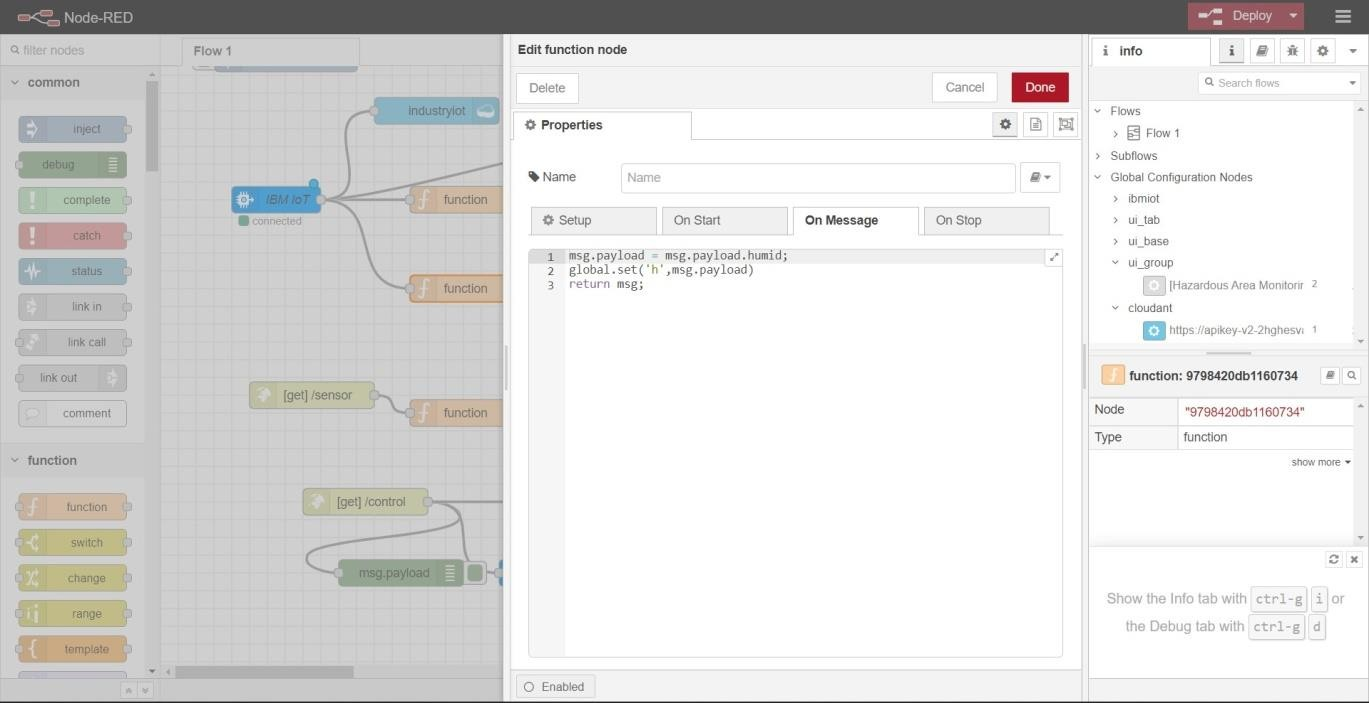 Node-RED
Deploy
filter nodes
common
inject
debug
complete
catch
status
link in
link call
link out
comment
function
function
switch
change
range
template
Flow 1
industryiot
IBM IoT
connected
function
function
[get] /sensor
function
[get] /control
msg.payload
Edit function node
Delete
Cancel
Done
Properties
Name
Name
Setup
On Start
On Message
On Stop
1 msg.payload = msg.payload.humid;
2 global.set('h',msg.payload)
3 return msg;
Enabled
i info
i
Search flows
Flows
Flow 1
Subflows
Global Configuration Nodes
ibmiot
ui_tab
ui_base
ui_group
[Hazardous Area Monitorir 2
cloudant
https://apikey-v2-2hghesv 1
function: 9798420db1160734
Node "9798420db1160734"
Type function
show more
Show the Info tab with ctrl-g i or
the Debug tab with ctrl-g d